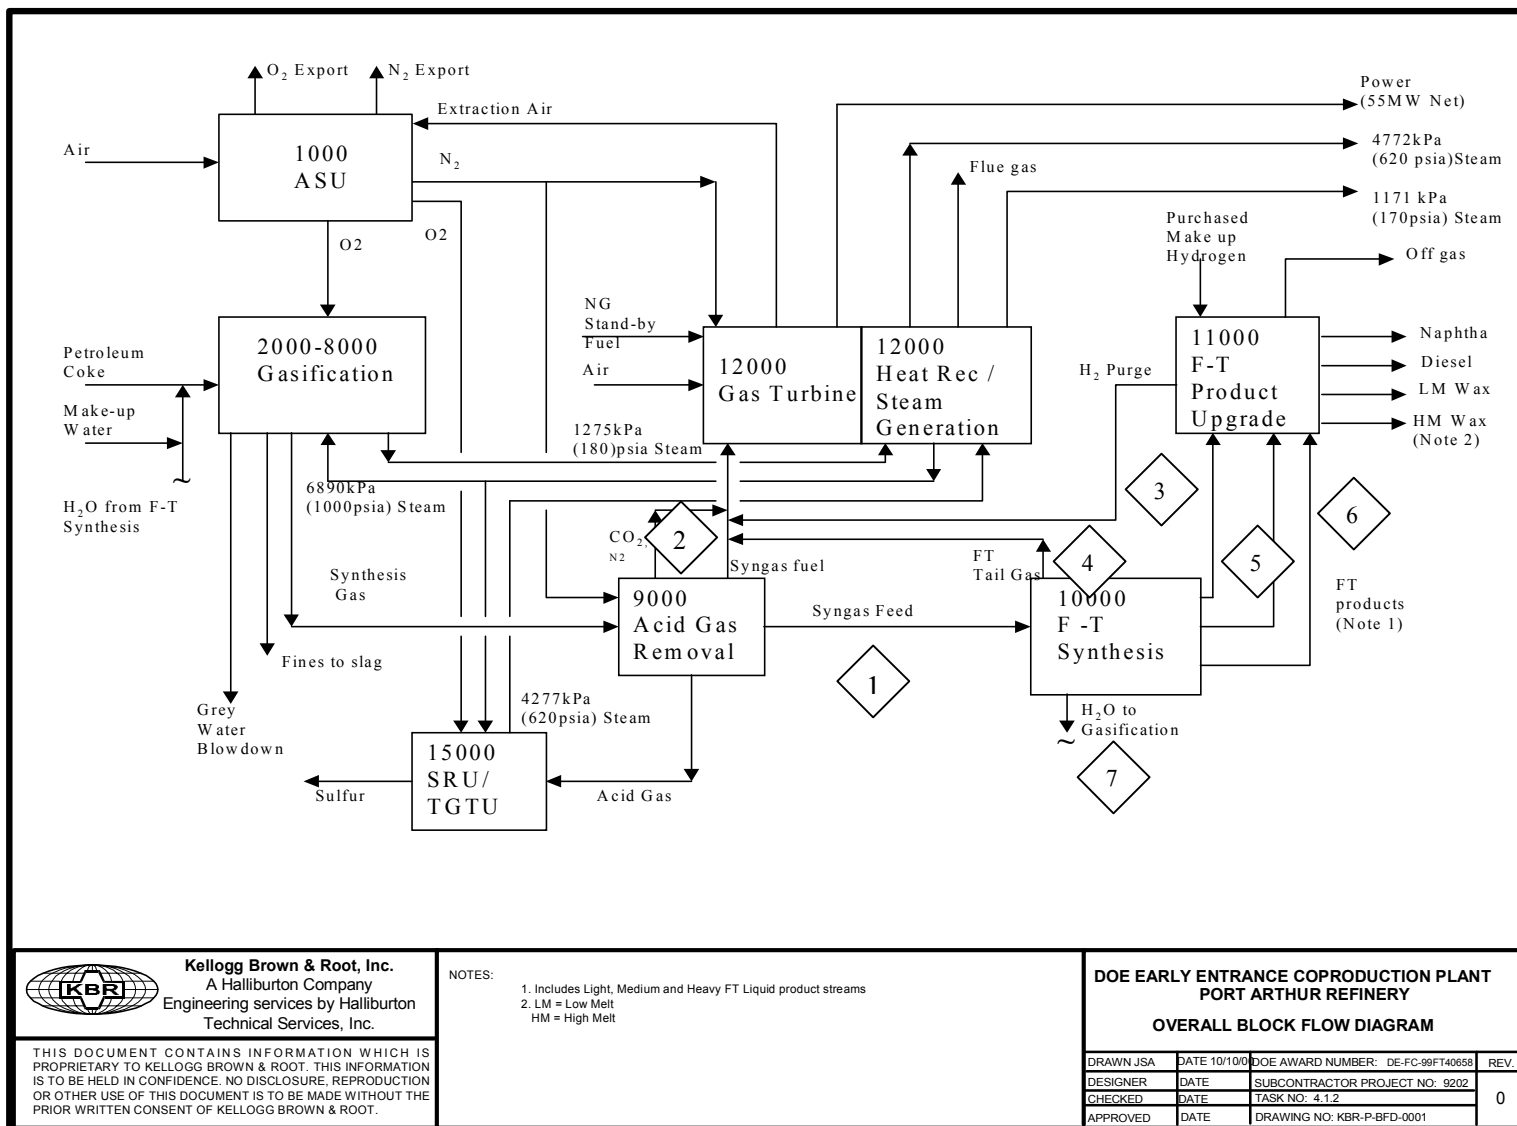 O2 Export
N2 Export
Extraction Air
Air
1000
ASU
N2
O2
O2
Power
(55MW Net)
4772kPa
(620 psia)Steam
Flue gas
1171 kPa
(170psia) Steam
Purchased
Make up
Hydrogen
Off gas
NG
Stand-by
Fuel
Air
2000-8000
Gasification
Petroleum
Coke
Make-up
Water
H2O from F-T
Synthesis
12000
Gas Turbine
12000
Heat Rec /
Steam
Generation
H2 Purge
11000
F-T
Product
Upgrade
Naphtha
Diesel
LM Wax
HM Wax
(Note 2)
1275kPa
(180)psia Steam
6890kPa
(1000psia) Steam
CO2,
N2
2
Syngas fuel
3
4
5
6
FT
Tail Gas
Synthesis
Gas
9000
Acid Gas
Removal
Syngas Feed
1
10000
F -T
Synthesis
FT
products
(Note 1)
Fines to slag
Grey
Water
Blowdown
4277kPa
(620psia) Steam
H2O to
Gasification
~
~
7
15000
SRU/
TGTU
Sulfur
Acid Gas
KBR
Kellogg Brown & Root, Inc.
A Halliburton Company
Engineering services by Halliburton
Technical Services, Inc.
THIS DOCUMENT CONTAINS INFORMATION WHICH IS
PROPRIETARY TO KELLOGG BROWN & ROOT. THIS INFORMATION
IS TO BE HELD IN CONFIDENCE. NO DISCLOSURE, REPRODUCTION
OR OTHER USE OF THIS DOCUMENT IS TO BE MADE WITHOUT THE
PRIOR WRITTEN CONSENT OF KELLOGG BROWN & ROOT.
NOTES:
1. Includes Light, Medium and Heavy FT Liquid product streams
2. LM = Low Melt
HM = High Melt
DOE EARLY ENTRANCE COPRODUCTION PLANT
PORT ARTHUR REFINERY
OVERALL BLOCK FLOW DIAGRAM
DRAWN JSA
DATE 10/10/00
DOE AWARD NUMBER: DE-FC-99FT40658
REV.
DESIGNER
DATE
SUBCONTRACTOR PROJECT NO: 9202
CHECKED
DATE
TASK NO: 4.1.2
0
APPROVED
DATE
DRAWING NO: KBR-P-BFD-0001